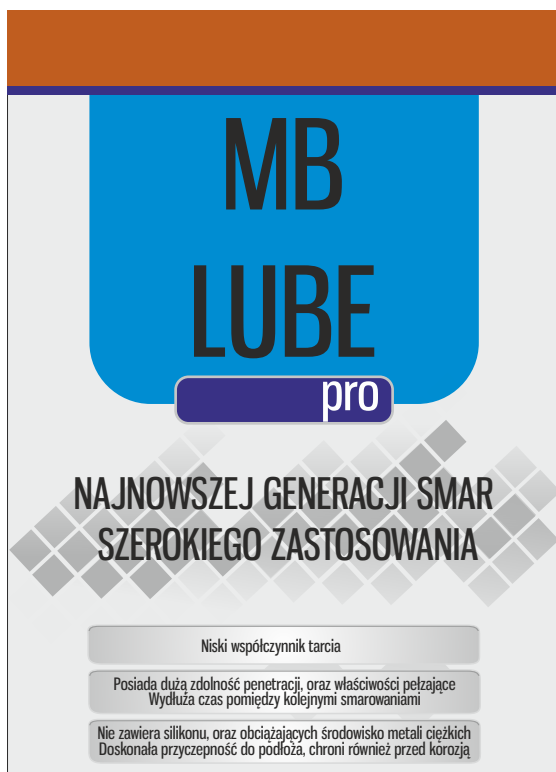 MB
LUBE
pro
NAJNOWSZEJ GENERACJI SMAR
SZEROKIEGO ZASTOSOWANIA
Niski współczynnik tarcia
Posiada dużą zdolność penetracji, oraz właściwości pełzające
Wydłuża czas pomiędzy kolejnymi smarowaniami
Nie zawiera silikonu, oraz obciążających środowisko metali ciężkich
Doskonała przyczepność do podłoża, chroni również przed korozją